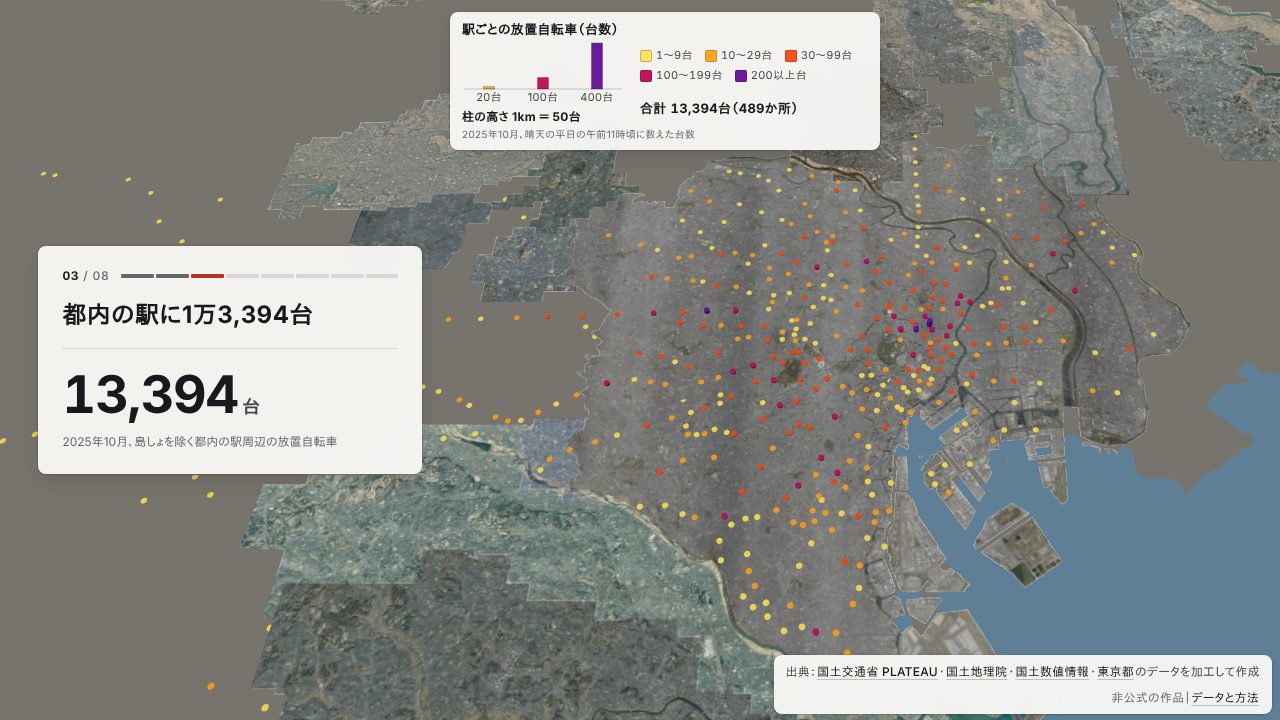 駅ごとの放置自転車（台数）
20台 100台 400台
柱の高さ 1km ＝ 50台
1〜9台 10〜29台 30〜99台
100〜199台 200以上台
合計 13,394台（489か所）
2025年10月、晴天の平日の午前11時頃に数えた台数
03 / 08
都内の駅に1万3,394台
13,394台
2025年10月、島しょを除く都内の駅周辺の放置自転車
出典：国土交通省 PLATEAU・国土地理院・国土数値情報・東京都のデータを加工して作成
非公式の作品 | データと方法